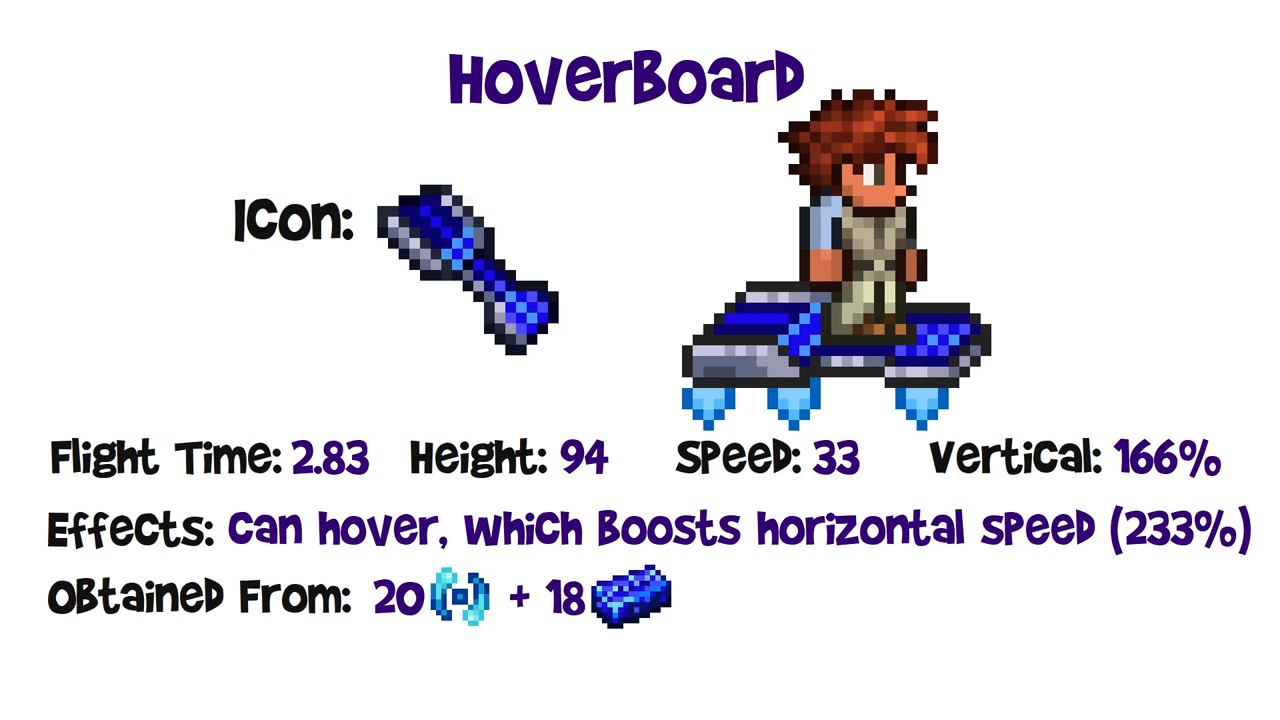 HoverBoard
Icon:
Flight Time: 2.83 Height: 94 Speed: 33 Vertical: 166%
Effects: can hover, which Boosts horizontal speed (233%)
Obtained From: 20 + 18